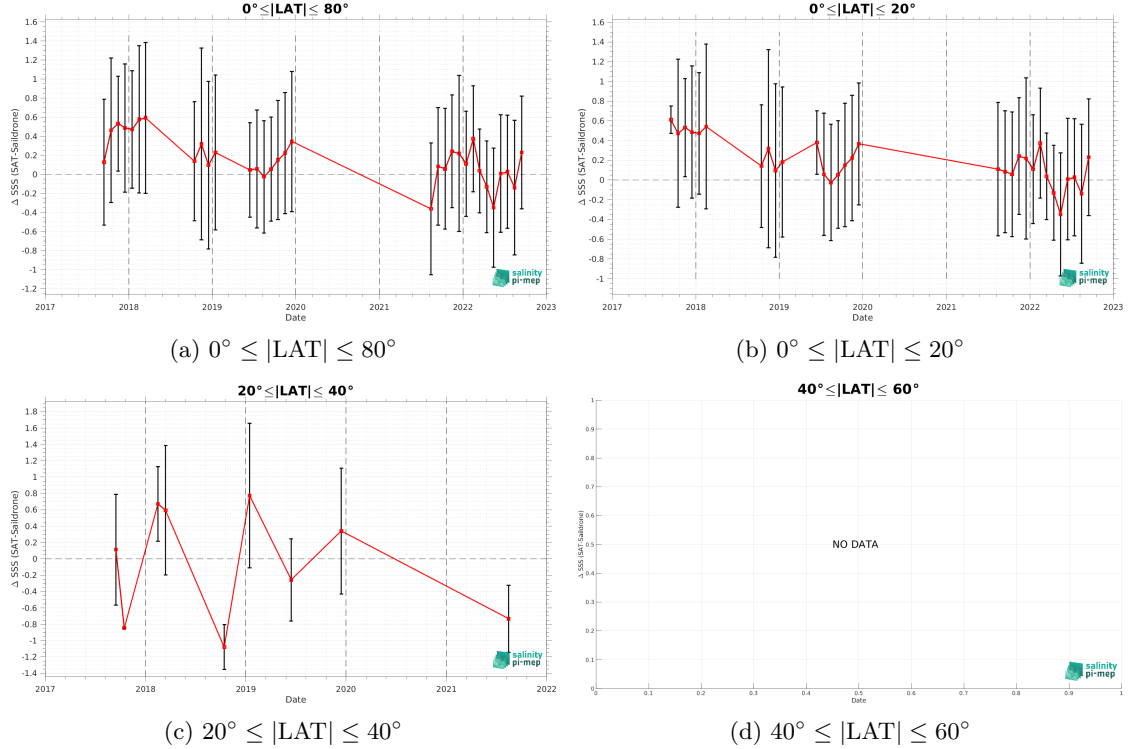 0°≤|LAT|≤ 80°
1.6
1.4
1.2
1
0.8
0.6
0.4
0.2
0
-0.2
-0.4
-0.6
-0.8
-1
-1.2
Δ SSS (SAT-Saildrone)
2017 2018 2019 2020 2021 2022 2023
Date
salinity
pi-mep
(a) 0° ≤ |LAT| ≤ 80°
0°≤|LAT|≤ 20°
1.6
1.4
1.2
1
0.8
0.6
0.4
0.2
0
-0.2
-0.4
-0.6
-0.8
-1
Δ SSS (SAT-Saildrone)
2017 2018 2019 2020 2021 2022 2023
Date
salinity
pi-mep
(b) 0° ≤ |LAT| ≤ 20°
20°≤|LAT|≤ 40°
1.8
1.6
1.4
1.2
1
0.8
0.6
0.4
0.2
0
-0.2
-0.4
-0.6
-0.8
-1
-1.2
-1.4
Δ SSS (SAT-Saildrone)
2017 2018 2019 2020 2021 2022
Date
salinity
pi-mep
(c) 20° ≤ |LAT| ≤ 40°
40°≤|LAT|≤ 60°
1
0.9
0.8
0.7
0.6
0.5
0.4
0.3
0.2
0.1
0
Δ SSS (SAT-Saildrone)
NO DATA
0 0.1 0.2 0.3 0.4 0.5 0.6 0.7 0.8 0.9 1
Date
salinity
pi-mep
(d) 40° ≤ |LAT| ≤ 60°